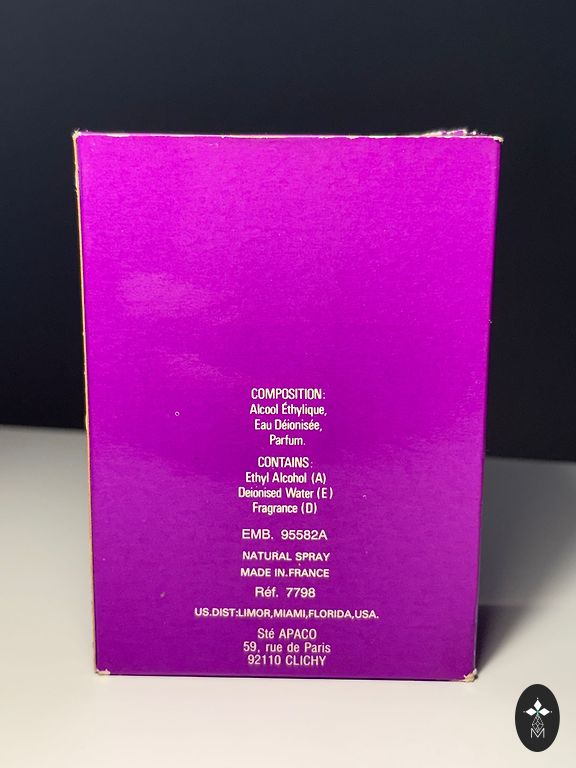 COMPOSITION:
Alcool Éthylique,
Eau Déionisée,
Parfum.
CONTAINS:
Ethyl Alcohol (A)
Deionised Water (E)
Fragrance (D)
EMB. 95582A
NATURAL SPRAY
MADE IN.FRANCE
Réf. 7798
US.DIST:LIMOR,MIAMI,FLORIDA,USA.
Sté APACO
59, rue de Paris
92110 CLICHY
M